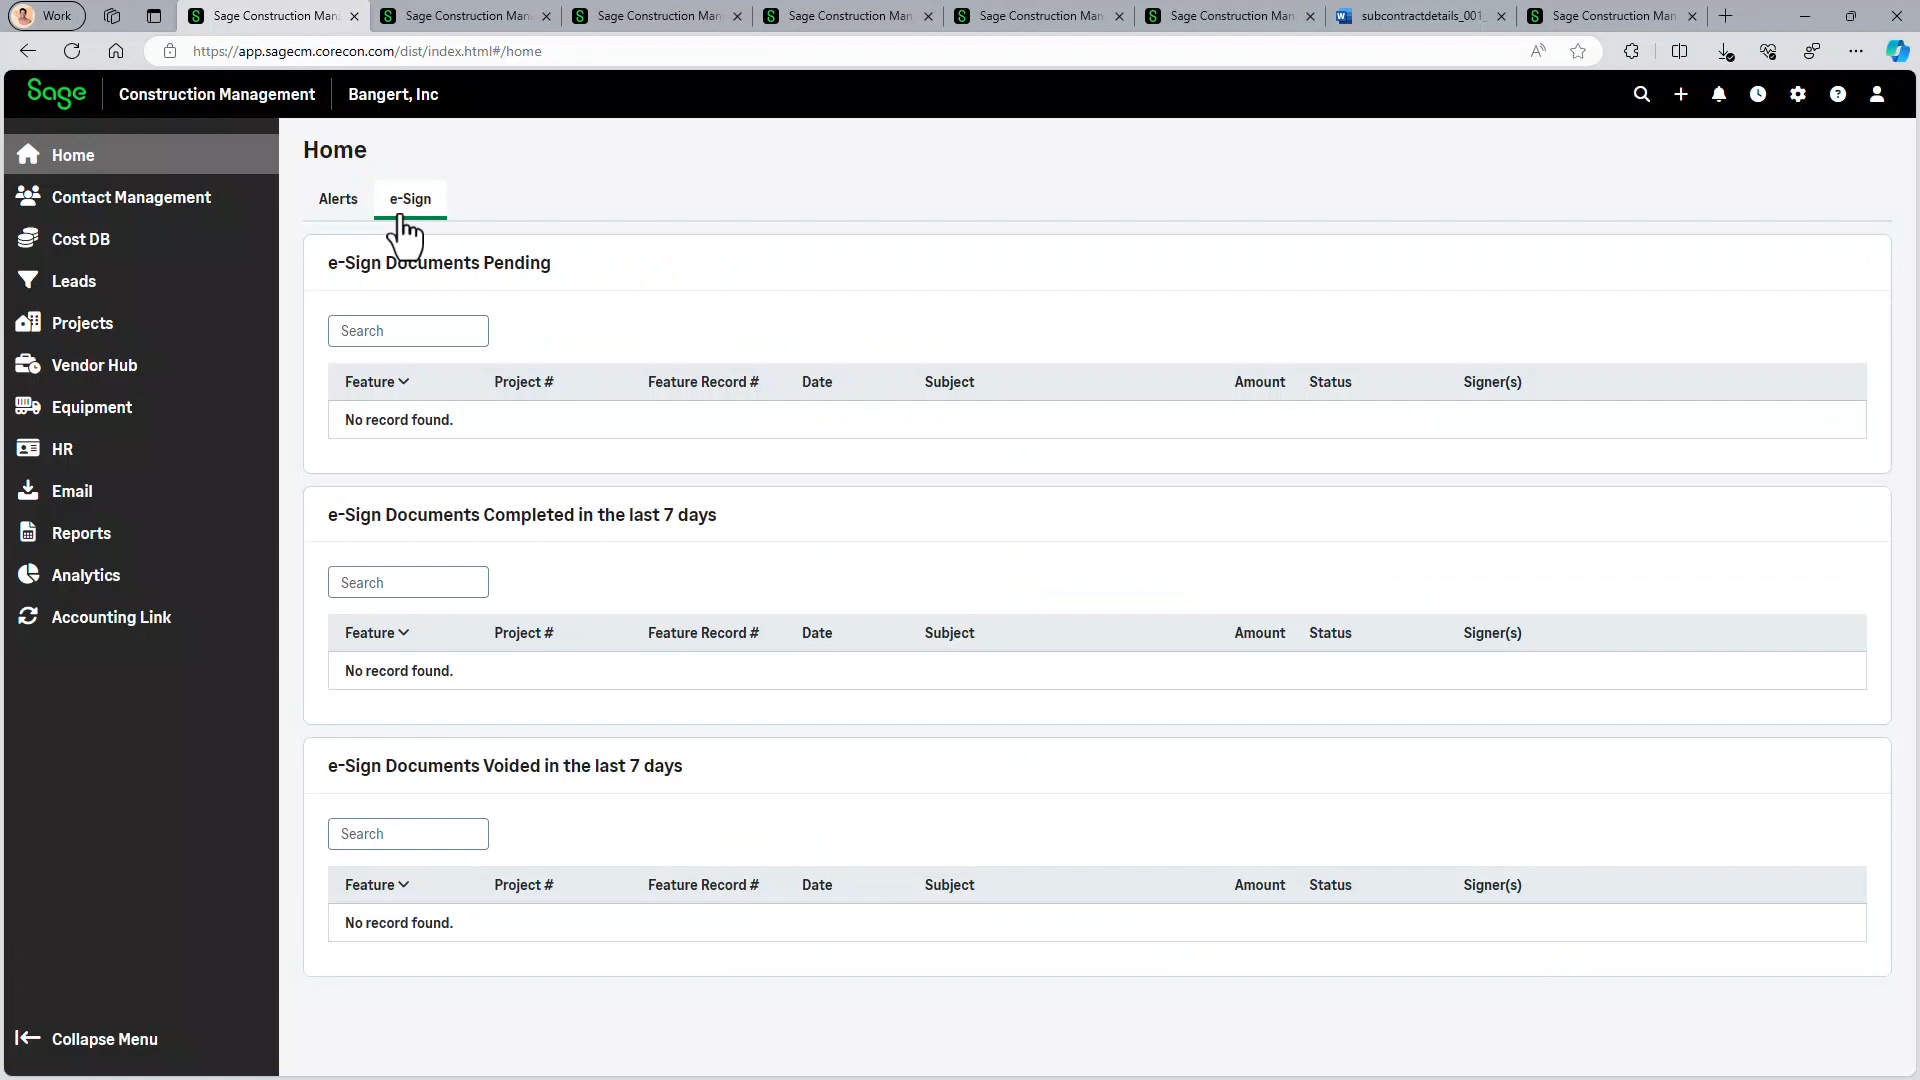 Work
Sage Construction Man
Sage Construction Man
Sage Construction Man
Sage Construction Man
Sage Construction Man
Sage Construction Man
subcontractdetails_001_
Sage Construction Man
https://app.sagecm.corecon.com/dist/index.html#/home
Sage
Construction Management
Bangert, Inc
Home
Contact Management
Cost DB
Leads
Projects
Vendor Hub
Equipment
HR
Email
Reports
Analytics
Accounting Link
Collapse Menu
Home
Alerts
e-Sign
e-Sign Documents Pending
Search
Feature Project # Feature Record # Date Subject Amount Status Signer(s)
No record found.
e-Sign Documents Completed in the last 7 days
Search
Feature Project # Feature Record # Date Subject Amount Status Signer(s)
No record found.
e-Sign Documents Voided in the last 7 days
Search
Feature Project # Feature Record # Date Subject Amount Status Signer(s)
No record found.